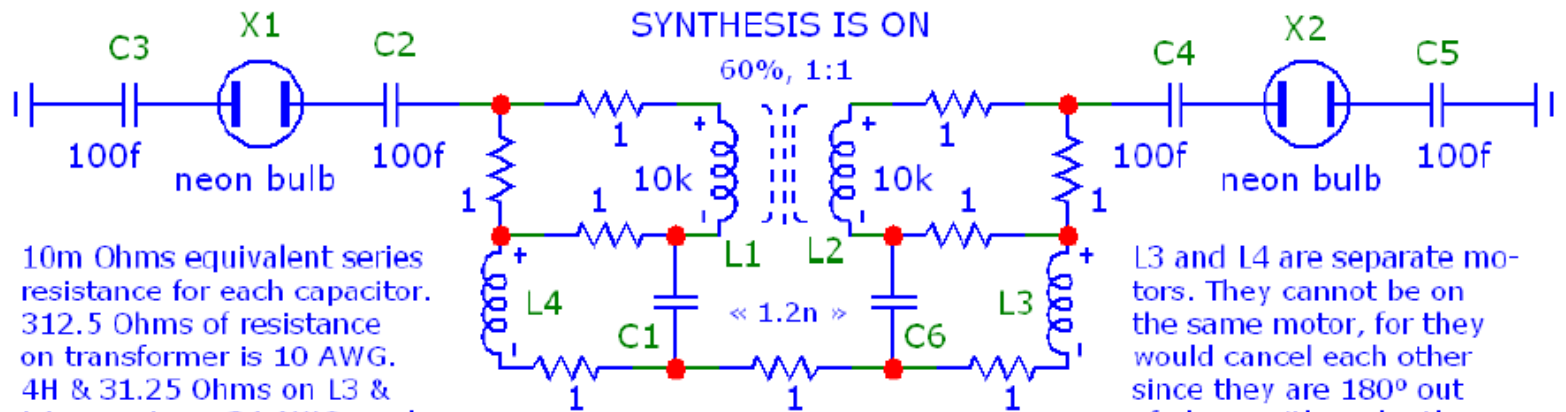 SYNTHESIS IS ON
60%, 1:1
C3
X1
C2
C4
X2
C5
100f
neon bulb
100f
1
1
1
10k
10k
1
1
1
100f
neon bulb
100f
L1
L2
L4
C1
« 1.2n »
C6
L3
1
1
1
10m Ohms equivalent series
resistance for each capacitor.
312.5 Ohms of resistance
on transformer is 10 AWG.
4H & 31.25 Ohms on L3 &
L3 and L4 are separate mo-
tors. They cannot be on
the same motor, for they
would cancel each other
since they are 180º out